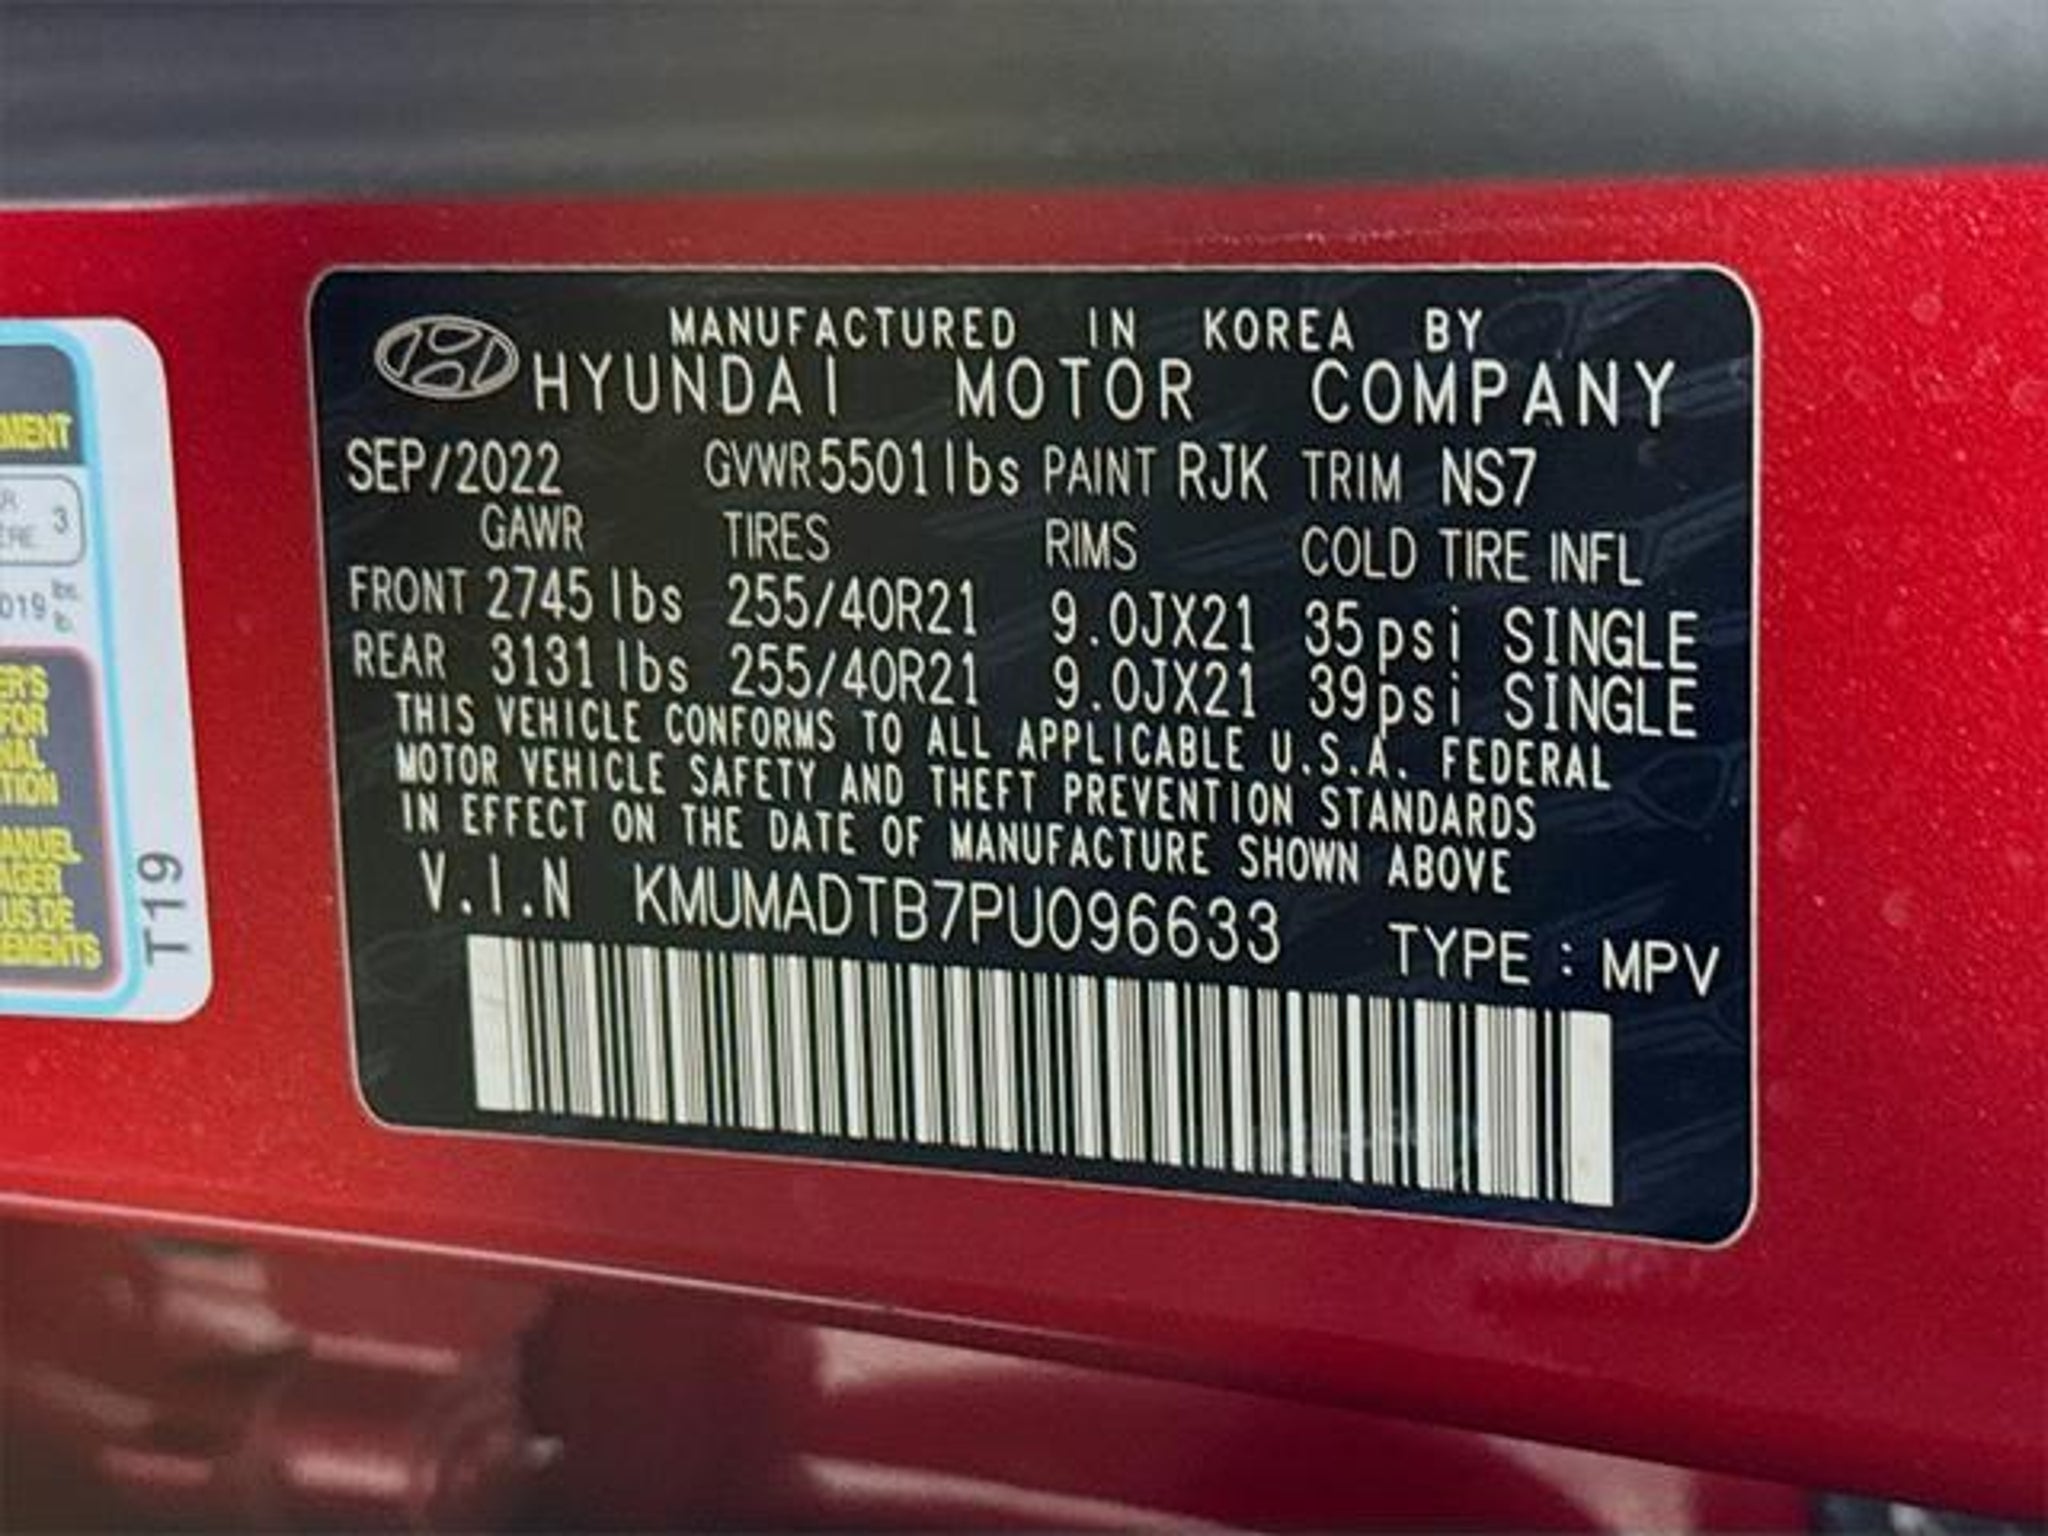 MANUFACTURED IN KOREA BY
HYUNDAI MOTOR COMPANY
SEP/2022 GVWR 5501 lbs PAINT RJK TRIM NS7
GAWR TIRES RIMS COLD TIRE INFL
FRONT 2745 lbs 255/40R21 9.0JX21 35psi SINGLE
REAR 3131 lbs 255/40R21 9.0JX21 39psi SINGLE
THIS VEHICLE CONFORMS TO ALL APPLICABLE U.S.A. FEDERAL
MOTOR VEHICLE SAFETY AND THEFT PREVENTION STANDARDS
IN EFFECT ON THE DATE OF MANUFACTURE SHOWN ABOVE
V.I.N KMUMADTB7PU096633
TYPE : MPV
3
lbs.
lb.
T19